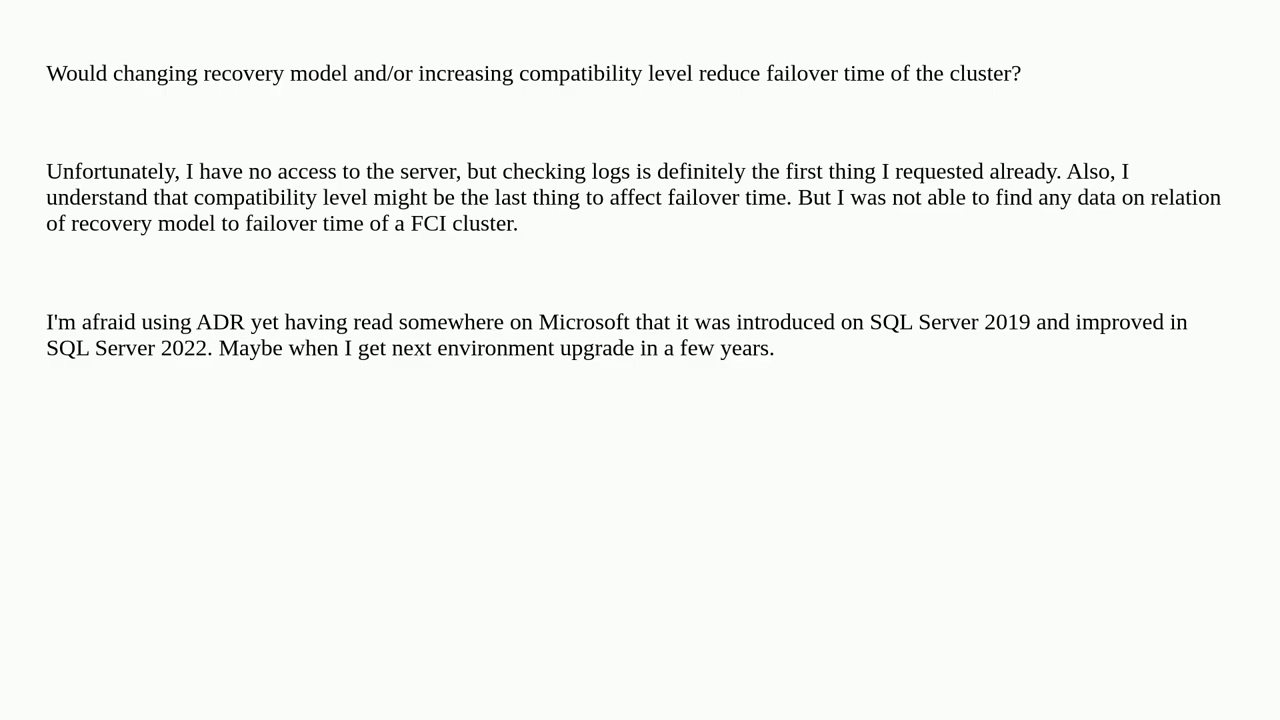 Would changing recovery model and/or increasing compatibility level reduce failover time of the cluster?
Unfortunately, I have no access to the server, but checking logs is definitely the first thing I requested already. Also, I
understand that compatibility level might be the last thing to affect failover time. But I was not able to find any data on relation
of recovery model to failover time of a FCI cluster.
I'm afraid using ADR yet having read somewhere on Microsoft that it was introduced on SQL Server 2019 and improved in
SQL Server 2022. Maybe when I get next environment upgrade in a few years.